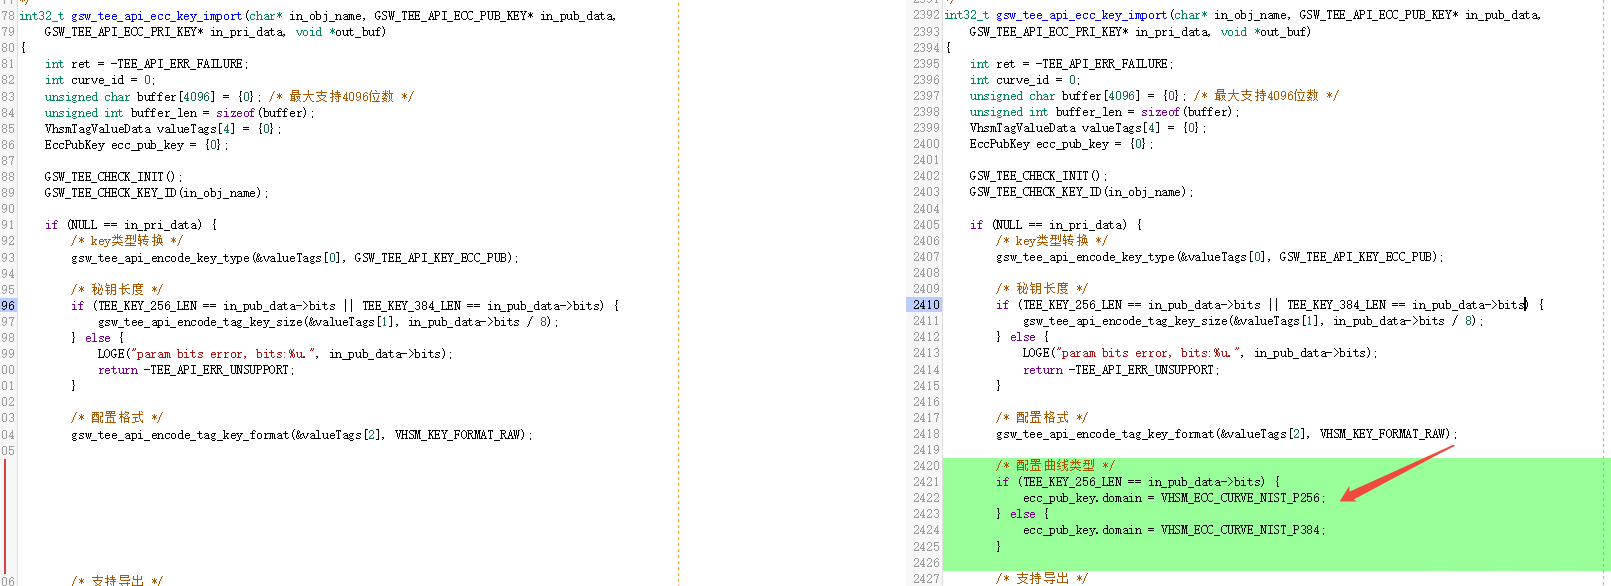 78 int32_t gsw_tee_api_ecc_key_import(char* in_obj_name, GSW_TEE_API_ECC_PUB_KEY* in_pub_data,
79 GSW_TEE_API_ECC_PRI_KEY* in_pri_data, void *out_buf)
80 {
81 int ret = -TEE_API_ERR_FAILURE;
82 int curve_id = 0;
83 unsigned char buffer[4096] = {0}; /* 最大支持4096位数 */
84 unsigned int buffer_len = sizeof(buffer);
85 VhsmTagValueData valueTags[4] = {0};
86 EccPubKey ecc_pub_key = {0};
87
88 GSW_TEE_CHECK_INIT();
89 GSW_TEE_CHECK_KEY_ID(in_obj_name);
90
91 if (NULL == in_pri_data) {
92 /* key类型转换 */
93 gsw_tee_api_encode_key_type(&valueTags[0], GSW_TEE_API_KEY_ECC_PUB);
94
95 /* 秘钥长度 */
96 if (TEE_KEY_256_LEN == in_pub_data->bits || TEE_KEY_384_LEN == in_pub_data->bits) {
97 gsw_tee_api_encode_tag_key_size(&valueTags[1], in_pub_data->bits / 8);
98 } else {
99 LOGE("param bits error, bits:%u.", in_pub_data->bits);
00 return -TEE_API_ERR_UNSUPPORT;
01 }
02
03 /* 配置格式 */
04 gsw_tee_api_encode_tag_key_format(&valueTags[2], VHSM_KEY_FORMAT_RAW);
05
06 /* 支持导出 */
2392 int32_t gsw_tee_api_ecc_key_import(char* in_obj_name, GSW_TEE_API_ECC_PUB_KEY* in_pub_data,
2393 GSW_TEE_API_ECC_PRI_KEY* in_pri_data, void *out_buf)
2394 {
2395 int ret = -TEE_API_ERR_FAILURE;
2396 int curve_id = 0;
2397 unsigned char buffer[4096] = {0}; /* 最大支持4096位数 */
2398 unsigned int buffer_len = sizeof(buffer);
2399 VhsmTagValueData valueTags[4] = {0};
2400 EccPubKey ecc_pub_key = {0};
2401
2402 GSW_TEE_CHECK_INIT();
2403 GSW_TEE_CHECK_KEY_ID(in_obj_name);
2404
2405 if (NULL == in_pri_data) {
2406 /* key类型转换 */
2407 gsw_tee_api_encode_key_type(&valueTags[0], GSW_TEE_API_KEY_ECC_PUB);
2408
2409 /* 秘钥长度 */
2410 if (TEE_KEY_256_LEN == in_pub_data->bits || TEE_KEY_384_LEN == in_pub_data->bits) {
2411 gsw_tee_api_encode_tag_key_size(&valueTags[1], in_pub_data->bits / 8);
2412 } else {
2413 LOGE("param bits error, bits:%u.", in_pub_data->bits);
2414 return -TEE_API_ERR_UNSUPPORT;
2415 }
2416
2417 /* 配置格式 */
2418 gsw_tee_api_encode_tag_key_format(&valueTags[2], VHSM_KEY_FORMAT_RAW);
2419
2420 /* 配置曲线类型 */
2421 if (TEE_KEY_256_LEN == in_pub_data->bits) {
2422 ecc_pub_key.domain = VHSM_ECC_CURVE_NIST_P256;
2423 } else {
2424 ecc_pub_key.domain = VHSM_ECC_CURVE_NIST_P384;
2425 }
2426
2427 /* 支持导出 */